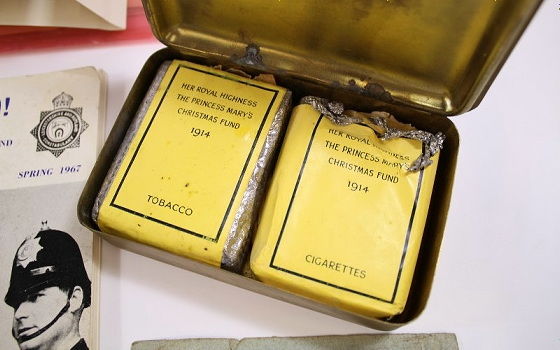 D!
ND
SPRING 1967
HER ROYAL HIGHNESS
THE PRINCESS MARY'S
CHRISTMAS FUND
1914
TOBACCO
HER ROYAL HIGHNESS
THE PRINCESS MARY'S
CHRISTMAS FUND
1914
CIGARETTES